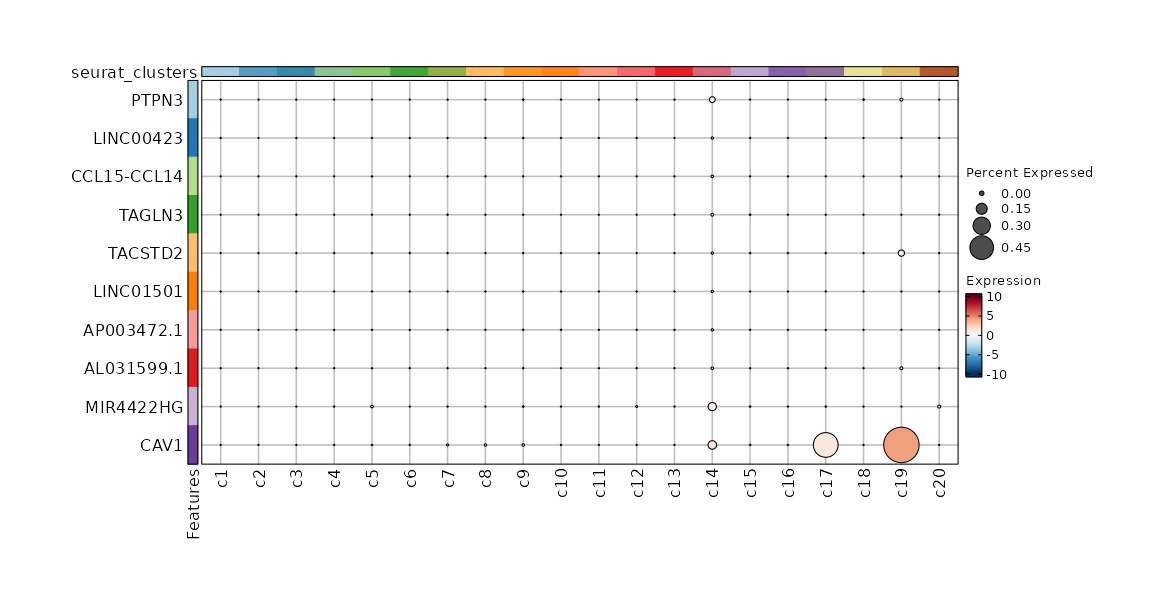 seurat_clusters
PTPN3
LINC00423
CCL15-CCL14
TAGLN3
TACSTD2
LINC01501
AP003472.1
AL031599.1
MIR4422HG
CAV1
Features
c1
c2
c3
c4
c5
c6
c7
c8
c9
c10
c11
c12
c13
c14
c15
c16
c17
c18
c19
c20
Percent Expressed
0.00
0.15
0.30
0.45
Expression
10
5
0
-5
-10